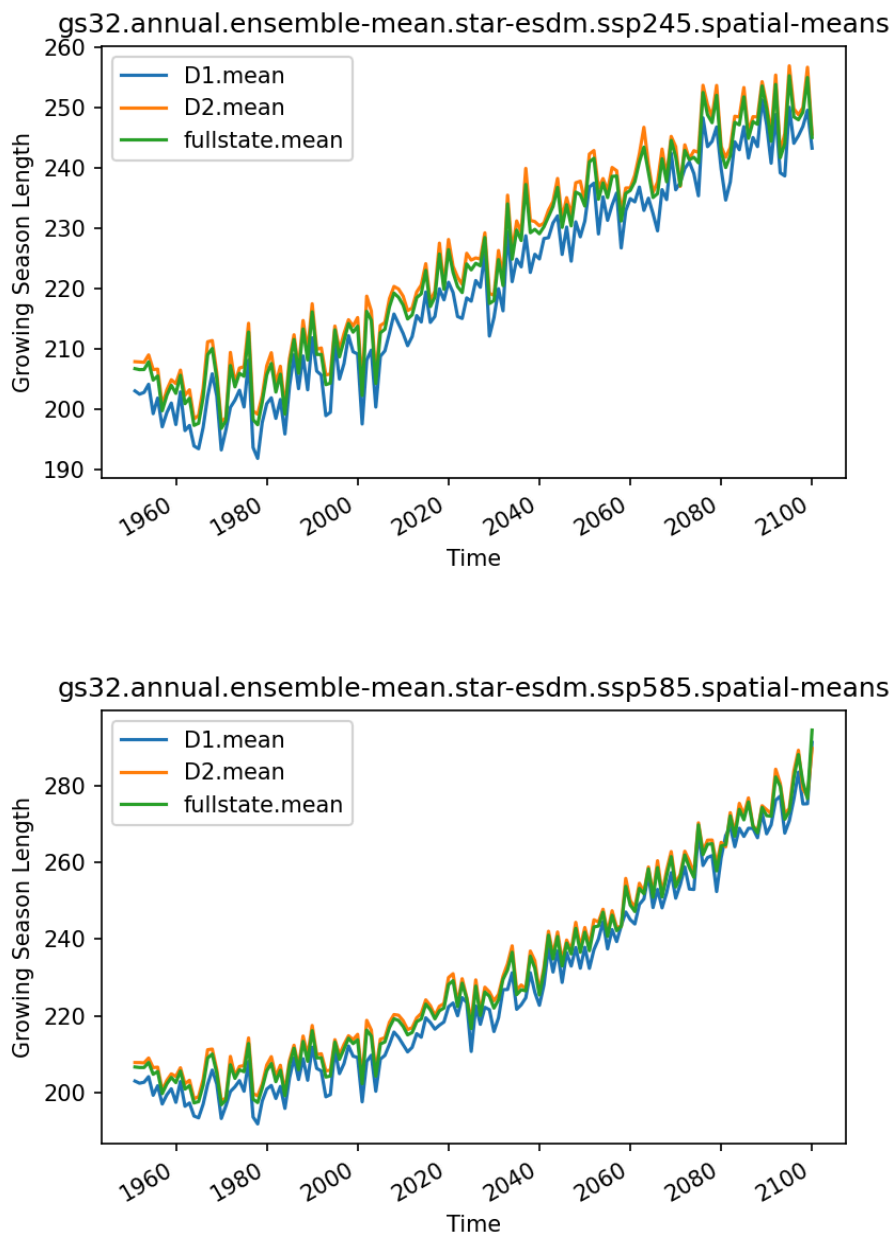 gs32.annual.ensemble-mean.star-esdm.ssp245.spatial-means
260
250
240
230
220
210
200
190
Growing Season Length
D1.mean
D2.mean
fullstate.mean
1960
1980
2000
2020
2040
2060
2080
2100
Time
gs32.annual.ensemble-mean.star-esdm.ssp585.spatial-means
280
260
240
220
200
Growing Season Length
D1.mean
D2.mean
fullstate.mean
1960
1980
2000
2020
2040
2060
2080
2100
Time